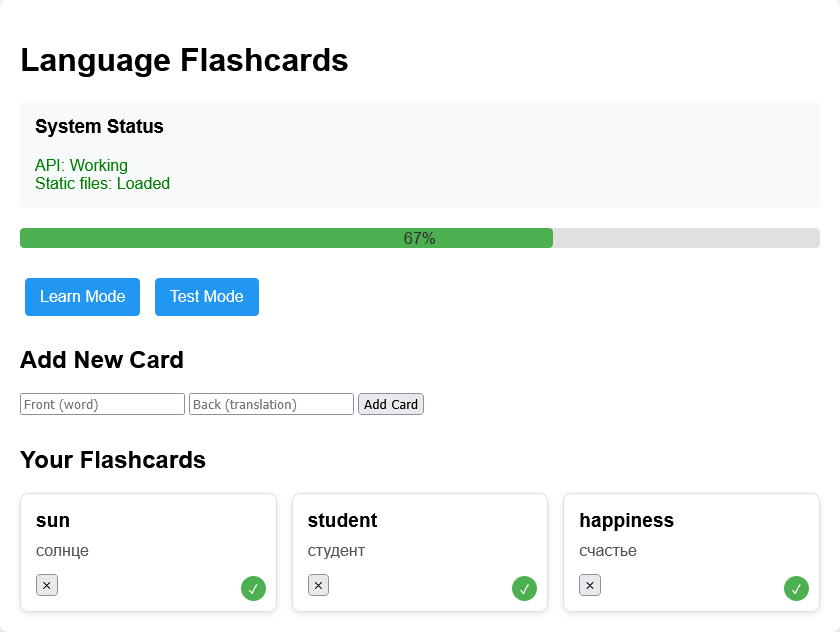 Language Flashcards
System Status
API: Working
Static files: Loaded
67%
Learn Mode Test Mode
Add New Card
Front (word) Back (translation) Add Card
Your Flashcards
sun student happiness
солнце студент счастье
× ✓ × ✓ × ✓